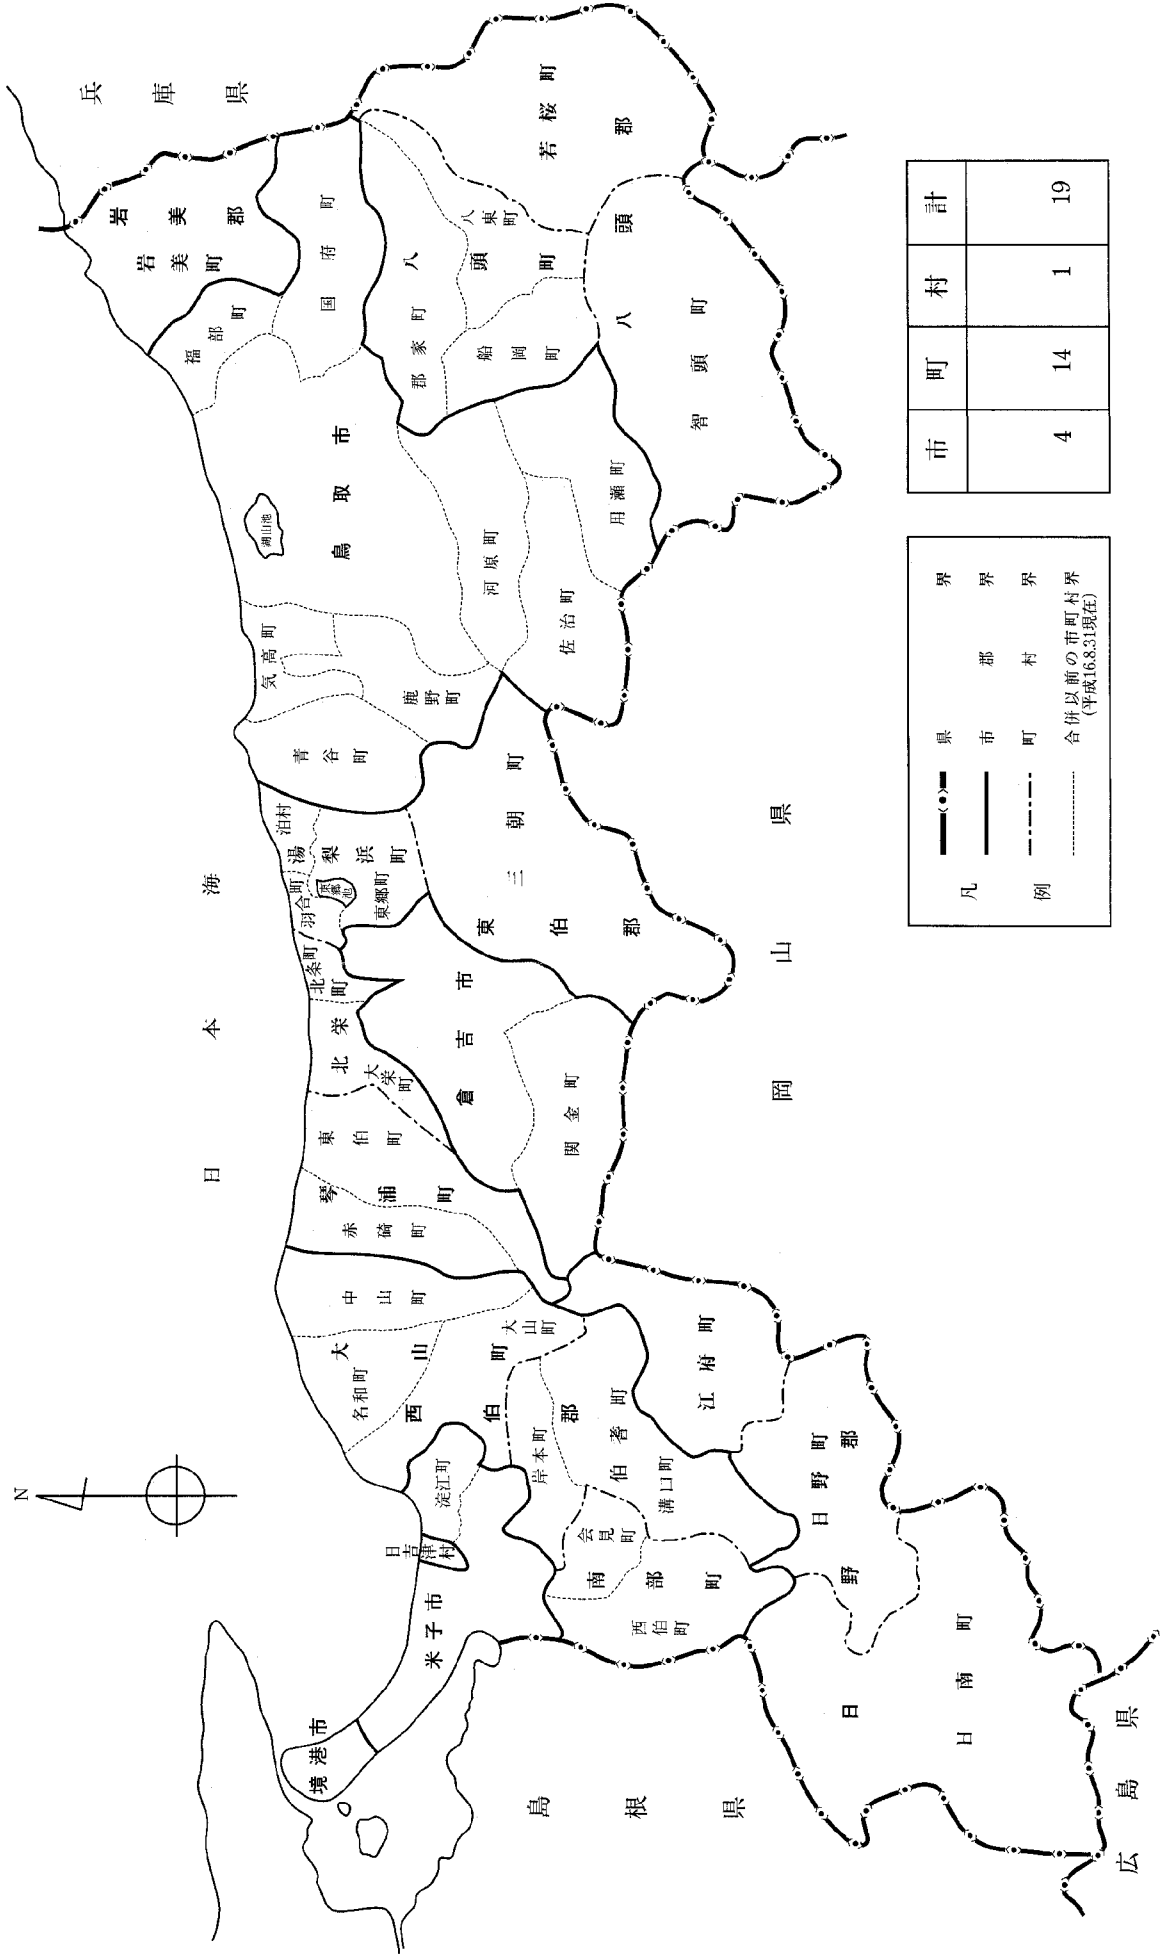 N
兵庫県
日本海
岡山県
島根県
広島県
岩美郡
岩美町
福部町
国府町
鳥取市
湖山池
気高町
鹿野町
青谷町
河原町
佐治町
用瀬町
八頭町
郡家町
船岡町
八東町
若桜町
八頭郡
智頭町
泊村
湯梨浜町
羽合町
東郷池
東郷町
三朝町
東伯郡
北条町
北栄町
大栄町
倉吉市
関金町
東伯町
琴浦町
赤碕町
中山町
大山町
名和町
大山町
西伯郡
淀江町
日吉津村
米子市
境港市
岸本町
伯耆町
溝口町
会見町
南部町
西伯町
江府町
日野町
日野郡
日南町
市 町 村 計
4 14 1 19
凡例
県界
市郡界
町村界
合併以前の市町村界
(平成16.8.31現在)